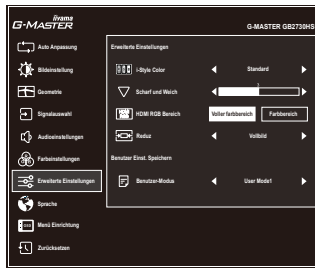 iiyama
G-MASTER
G-MASTER GB2730HS
Auto Anpassung
Bildeinstellung
Geometrie
Signalauswahl
Audioeinstellungen
Farbeinstellungen
Erweiterte Einstellungen
Sprache
Menü Einrichtung
Zurücksetzen
Erweiterte Einstellungen
i-Style Color
Standard
Scharf und Weich
HDMI RGB Bereich
Voller farbbereich
Farbbereich
Reduz
Vollbild
Benutzer Einst. Speichern
Benutzer-Modus
User Mode1